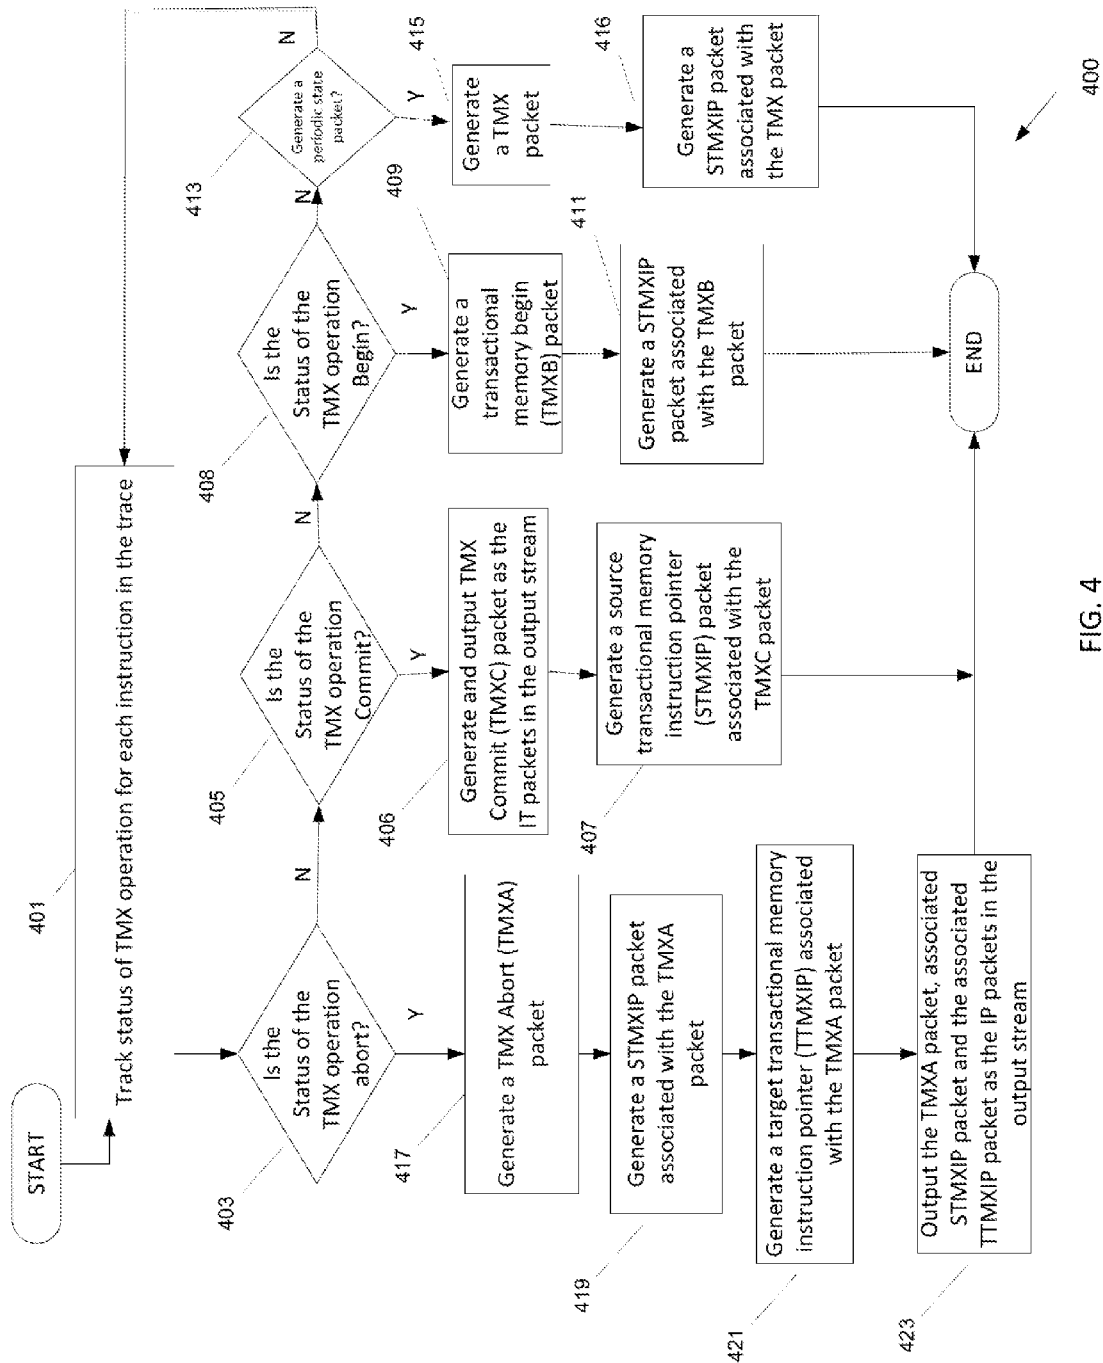 START
401
Track status of TMX operation for each instruction in the trace
403
Is the
Status of the
TMX operation
abort?
N
Y
405
Is the
Status of the
TMX operation
Commit?
N
Y
408
Is the
Status of the
TMX operation
Begin?
N
Y
413
Generate a
periodic state
packet?
N
Y
417
Generate a TMX Abort (TMXA)
packet
406
Generate and output TMX
Commit (TMXC) packet as the
IT packets in the output stream
409
Generate a
transactional
memory begin
(TMXB) packet
415
Generate
a TMX
packet
419
Generate a STMXIP packet
associated with the TMXA
packet
407
Generate a source
transactional memory
instruction pointer
(STMXIP) packet
associated with the
TMXC packet
411
Generate a STMXIP
packet associated
with the TMXB
packet
416
Generate a
STMXIP packet
associated with
the TMX packet
421
Generate a target transactional memory
instruction pointer (TTMXIP) associated
with the TMXA packet
423
Output the TMXA packet, associated
STMXIP packet and the associated
TTMXIP packet as the IP packets in the
output stream
END
400
FIG. 4